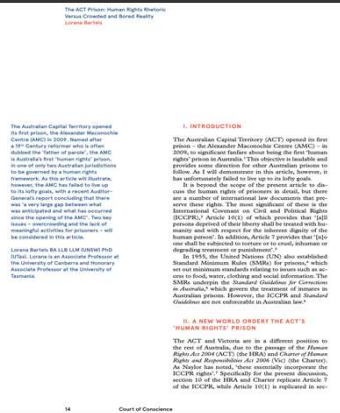 The ACT Prison: Human Rights Rhetoric
Versus Crowded and Bored Reality
Lorana Bartels
The Australian Capital Territory opened
its first prison, the Alexander Maconochie
Centre (AMC) in 2009. Named after
a 19th Century reformer who is often
dubbed the 'father of parole', the AMC
is Australia's first 'human rights' prison,
in one of only two Australian jurisdictions
to be governed by a human rights
framework. As this article will illustrate,
however, the AMC has failed to live up
to its lofty goals, with a recent Auditor-
General's report concluding that there
was 'a very large gap between what
was anticipated and what has occurred
since the opening of the AMC'. Two key
issues – overcrowding and the lack of
meaningful activities for prisoners – will
be considered in this article.
Lorana Bartels BA LLB LLM (UNSW) PhD
(UTas). Lorana is an Associate Professor at
the University of Canberra and Honorary
Associate Professor at the University of
Tasmania.
I. INTRODUCTION
The Australian Capital Territory (ACT) opened its first
prison – the Alexander Maconochie Centre (AMC) – in
2009, to significant fanfare about being the first 'human
rights' prison in Australia.¹ This objective is laudable and
provides some direction for other Australian prisons to
follow. As I will demonstrate in this article, however, it
has unfortunately failed to live up to its lofty goals.
It is beyond the scope of the present article to dis-
cuss the human rights of prisoners in detail, but there
are a number of international law documents that pre-
serve these rights. The most significant of these is the
International Covenant on Civil and Political Rights
(ICCPR),² Article 10(1) of which provides that '[a]ll
persons deprived of their liberty shall be treated with hu-
manity and with respect for the inherent dignity of the
human person'. In addition, Article 7 provides that '[n]o
one shall be subjected to torture or to cruel, inhuman or
degrading treatment or punishment'.³
In 1955, the United Nations (UN) also established
Standard Minimum Rules (SMRs) for prisons,⁴ which
set out minimum standards relating to issues such as ac-
cess to food, water, clothing and social information. The
SMRs underpin the Standard Guidelines for Corrections
in Australia,⁵ which govern the treatment of inmates in
Australian prisons. However, the ICCPR and Standard
Guidelines are not enforceable in Australian law.⁶
II. A NEW WORLD ORDER? THE ACT'S
'HUMAN RIGHTS' PRISON
The ACT and Victoria are in a different position to
the rest of Australia, due to the passage of the Human
Rights Act 2004 (ACT) (the HRA) and Charter of Human
Rights and Responsibilities Act 2006 (Vic) (the Charter).
As Naylor has noted, 'these essentially incorporate the
ICCPR rights'.⁷ Specifically for the present discussion,
section 10 of the HRA and Charter replicate Article 7
of the ICCPR, while Article 10(1) is replicated in sec-
14
Court of Conscience